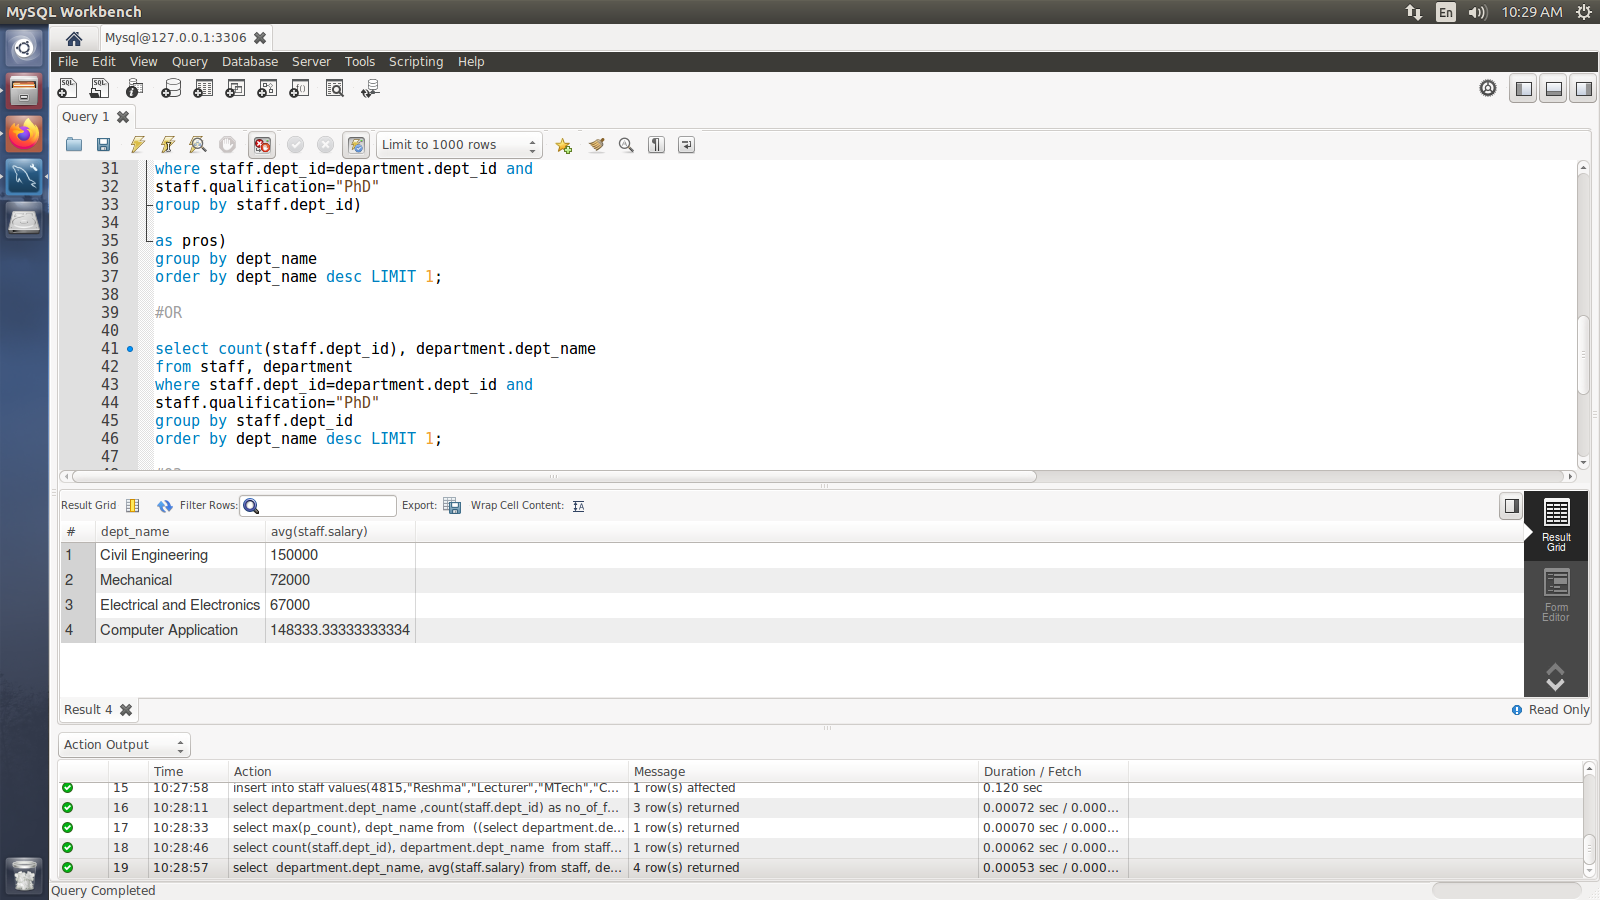 MySQL Workbench
En
10:29 AM
Mysql@127.0.0.1:3306
File Edit View Query Database Server Tools Scripting Help
Query 1
Limit to 1000 rows
31 where staff.dept_id=department.dept_id and
32 staff.qualification="PhD"
33 group by staff.dept_id)
34
35 as pros)
36 group by dept_name
37 order by dept_name desc LIMIT 1;
38
39 #OR
40
41 select count(staff.dept_id), department.dept_name
42 from staff, department
43 where staff.dept_id=department.dept_id and
44 staff.qualification="PhD"
45 group by staff.dept_id
46 order by dept_name desc LIMIT 1;
47
Result Grid Filter Rows: Export: Wrap Cell Content:
# dept_name avg(staff.salary)
1 Civil Engineering 150000
2 Mechanical 72000
3 Electrical and Electronics 67000
4 Computer Application 148333.33333333334
Result Grid
Form Editor
Result 4
Read Only
Action Output
Time Action Message Duration / Fetch
15 10:27:58 insert into staff values(4815,"Reshma","Lecturer","MTech","C... 1 row(s) affected 0.120 sec
16 10:28:11 select department.dept_name ,count(staff.dept_id) as no_of_f... 3 row(s) returned 0.00072 sec / 0.000...
17 10:28:33 select max(p_count), dept_name from ((select department.de... 1 row(s) returned 0.00070 sec / 0.000...
18 10:28:46 select count(staff.dept_id), department.dept_name from staff... 1 row(s) returned 0.00062 sec / 0.000...
19 10:28:57 select department.dept_name, avg(staff.salary) from staff, de... 4 row(s) returned 0.00053 sec / 0.000...
Query Completed